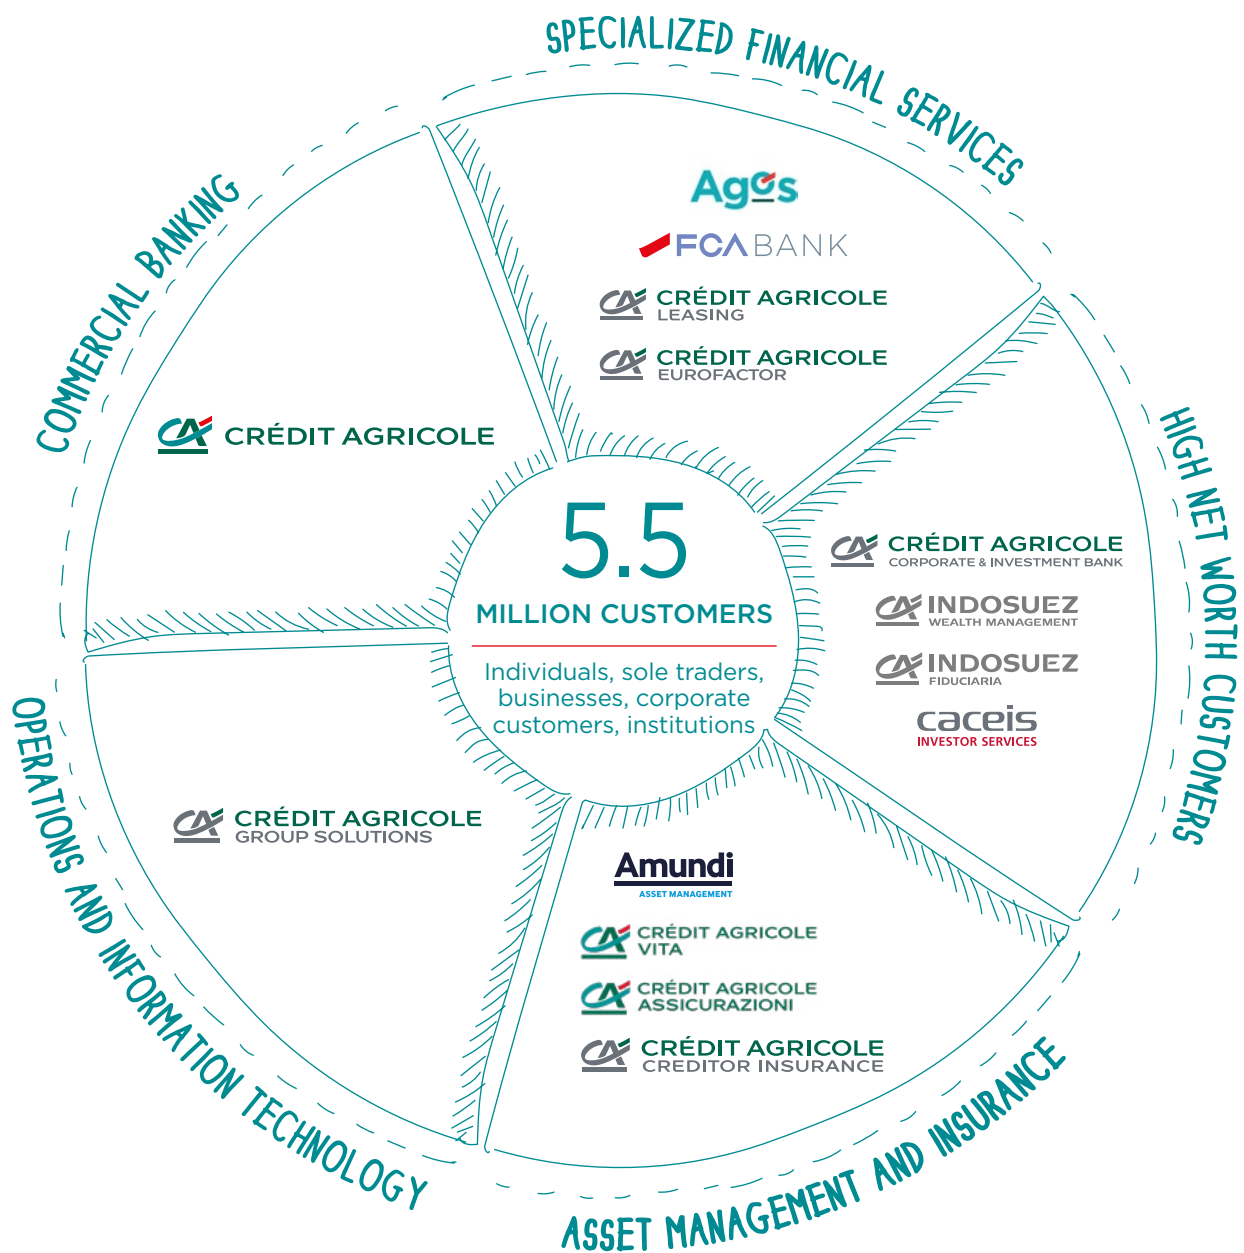 SPECIALIZED FINANCIAL SERVICES
Agos
FCA BANK
CRÉDIT AGRICOLE
LEASING
CRÉDIT AGRICOLE
EUROFACTOR
COMMERCIAL BANKING
CRÉDIT AGRICOLE
HIGH NET WORTH CUSTOMERS
CRÉDIT AGRICOLE
CORPORATE & INVESTMENT BANK
INDOSUEZ
WEALTH MANAGEMENT
INDOSUEZ
FIDUCIARIA
caceis
INVESTOR SERVICES
5.5
MILLION CUSTOMERS
Individuals, sole traders,
businesses, corporate
customers, institutions
OPERATIONS AND INFORMATION TECHNOLOGY
CRÉDIT AGRICOLE
GROUP SOLUTIONS
Amundi
ASSET MANAGEMENT
CRÉDIT AGRICOLE
VITA
CRÉDIT AGRICOLE
ASSICURAZIONI
CRÉDIT AGRICOLE
CREDITOR INSURANCE
ASSET MANAGEMENT AND INSURANCE